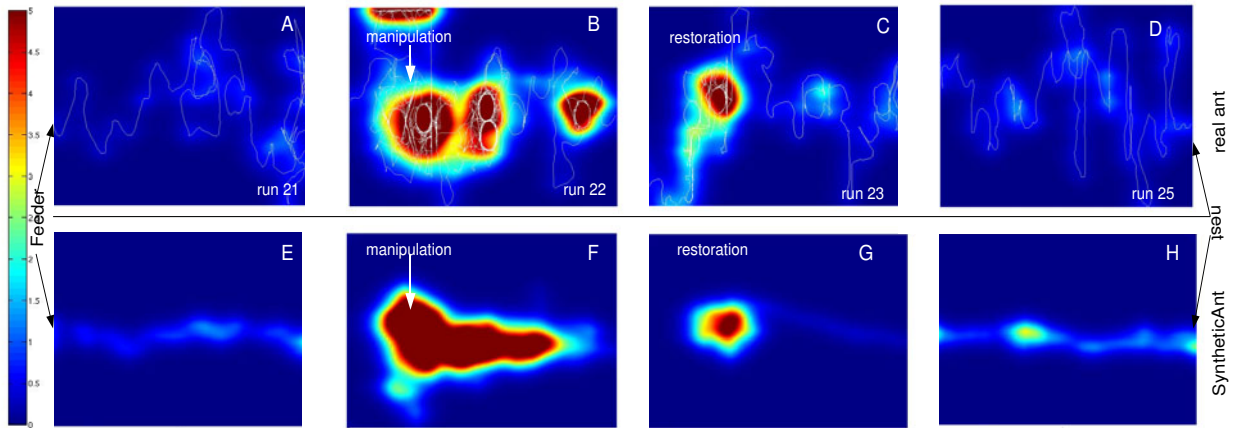 5
4.5
4
3.5
3
2.5
2
1.5
1
0.5
0
A
run 21
B
manipulation
run 22
C
restoration
run 23
D
run 25
real ant
Feeder
nest
E
manipulation
F
restoration
G
H
SyntheticAnt